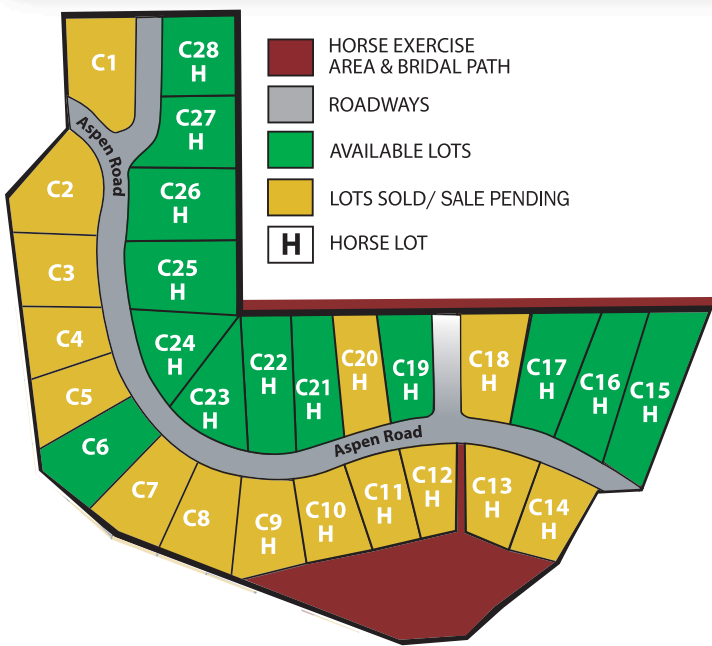 C1
C28
H
HORSE EXERCISE
AREA & BRIDAL PATH
ROADWAYS
AVAILABLE LOTS
LOTS SOLD/ SALE PENDING
H
HORSE LOT
C27
H
Aspen Road
C2
C26
H
C3
C25
H
C4
C24
H
C5
C23
H
C22
H
C21
H
C20
H
C19
H
C18
H
C17
H
C16
H
C15
H
C6
Aspen Road
C7
C8
C9
H
C10
H
C11
H
C12
H
C13
H
C14
H